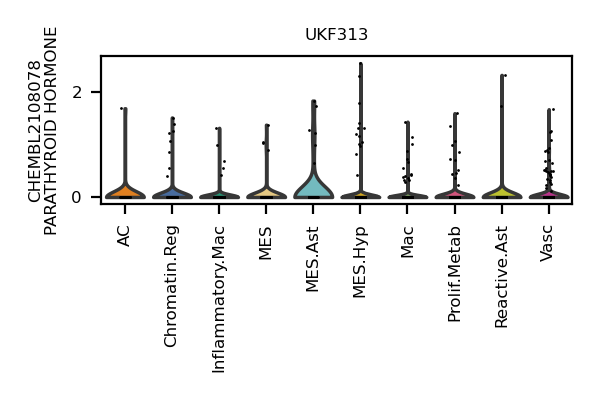 UKF313
CHEMBL2108078
PARATHYROID HORMONE
2
0
AC
Chromatin.Reg
Inflammatory.Mac
MES
MES.Ast
MES.Hyp
Mac
Prolif.Metab
Reactive.Ast
Vasc